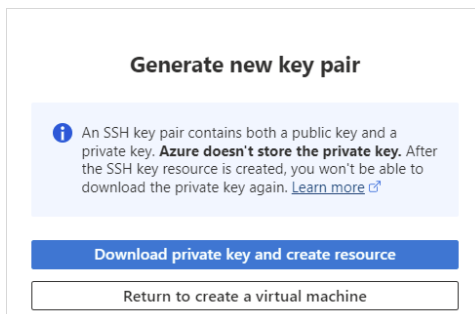 Generate new key pair
An SSH key pair contains both a public key and a
private key. Azure doesn't store the private key. After
the SSH key resource is created, you won't be able to
download the private key again. Learn more
Download private key and create resource
Return to create a virtual machine